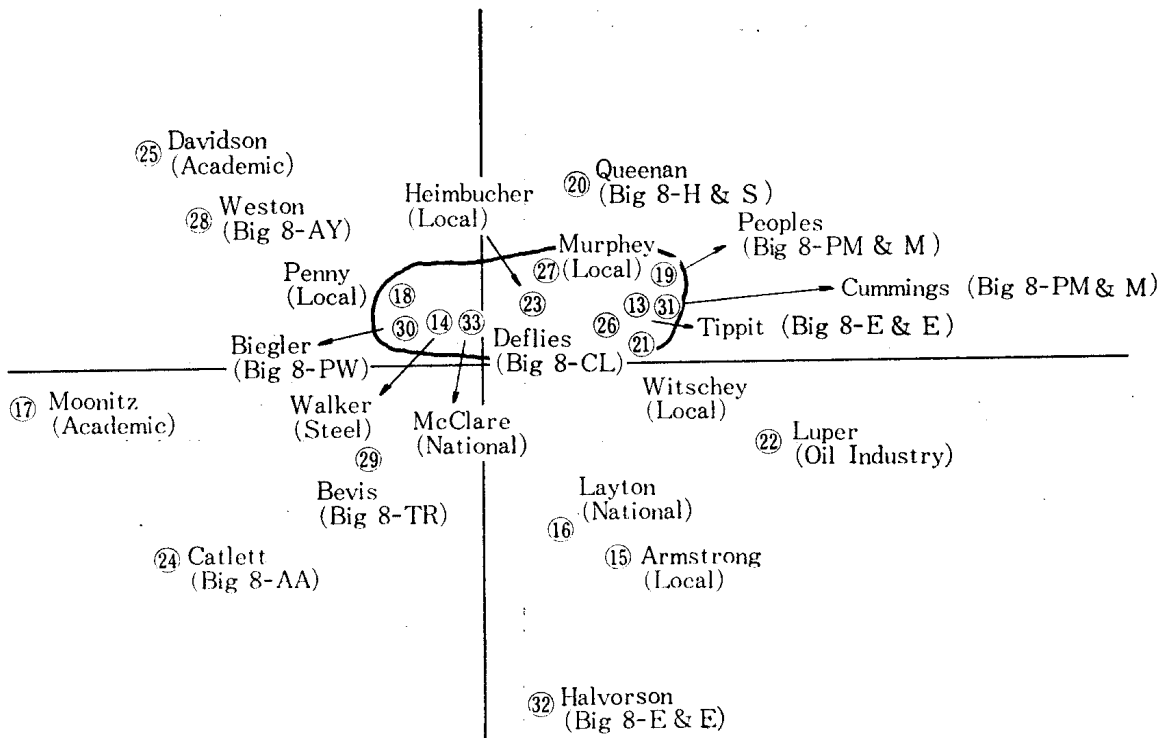 ㉕ Davidson
(Academic)
⑳ Queenan
(Big 8-H & S)
Heimbucher
(Local)
㉘ Weston
(Big 8-AY)
Peoples
(Big 8-PM & M)
Murphey
㉗ (Local)
⑲
Penny
(Local)
⑱
㉓
⑬ ㉛
Cummings (Big 8-PM & M)
㉚ ⑭ ㉝
㉖
Tippit (Big 8-E & E)
Deflies
(Big 8-CL)
㉑
Biegler
(Big 8-PW)
Witschey
(Local)
⑰ Moonitz
(Academic)
Walker
(Steel)
McClare
(National)
㉒ Luper
(Oil Industry)
㉙
Bevis
(Big 8-TR)
Layton
(National)
⑯
㉔ Catlett
(Big 8-AA)
⑮ Armstrong
(Local)
㉜ Halvorson
(Big 8-E & E)